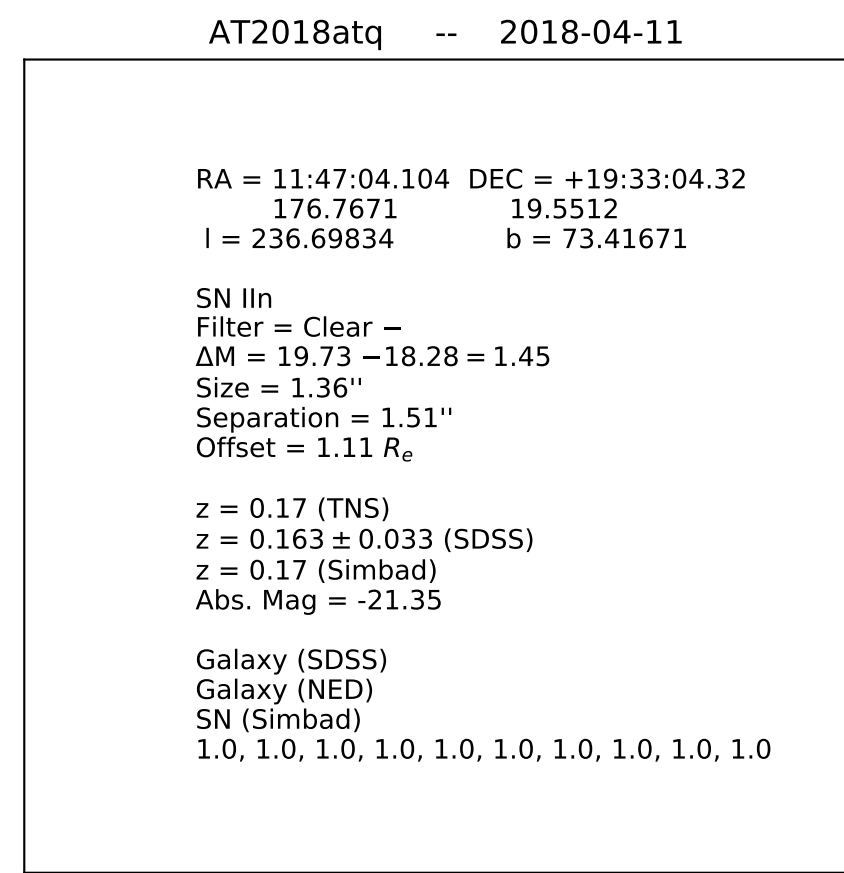 AT2018atq -- 2018-04-11
RA = 11:47:04.104 DEC = +19:33:04.32
176.7671 19.5512
l = 236.69834 b = 73.41671
SN IIn
Filter = Clear −
ΔM = 19.73 −18.28 = 1.45
Size = 1.36''
Separation = 1.51''
Offset = 1.11 Re
z = 0.17 (TNS)
z = 0.163 ± 0.033 (SDSS)
z = 0.17 (Simbad)
Abs. Mag = -21.35
Galaxy (SDSS)
Galaxy (NED)
SN (Simbad)
1.0, 1.0, 1.0, 1.0, 1.0, 1.0, 1.0, 1.0, 1.0, 1.0